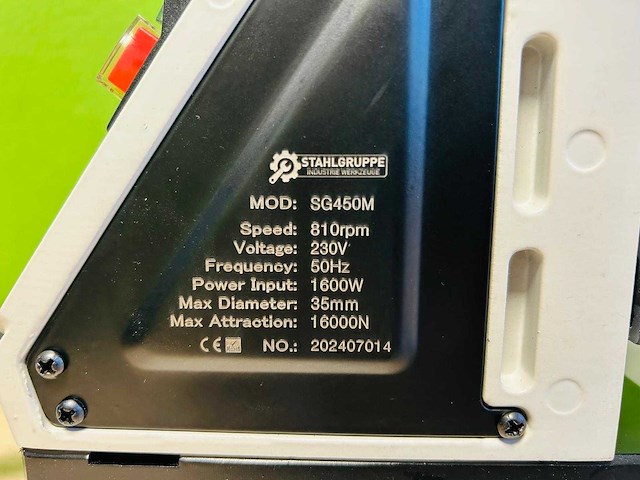 STAHLGRUPPE
INDUSTRIE WERKZEUGE
MOD: SG450M
Speed: 810rpm
Voltage: 230V
Frequency: 50Hz
Power Input: 1600W
Max Diameter: 35mm
Max Attraction: 16000N
CE NO.: 202407014